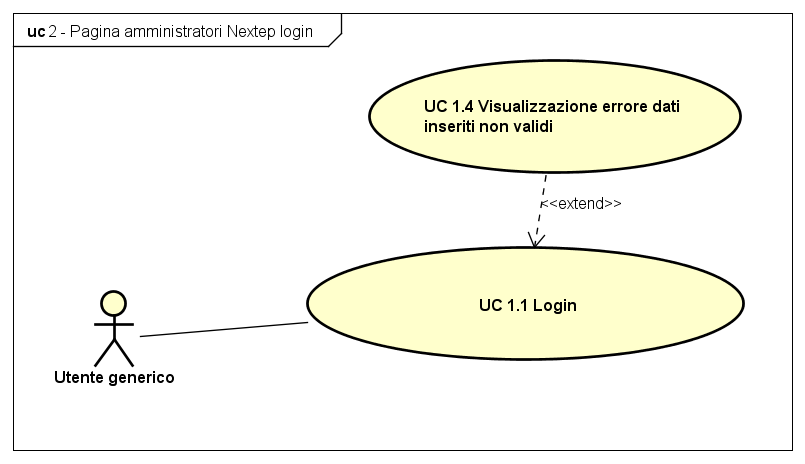 uc 2 - Pagina amministratori Nextep login
UC 1.4 Visualizzazione errore dati
inseriti non validi
<<extend>>
UC 1.1 Login
Utente generico